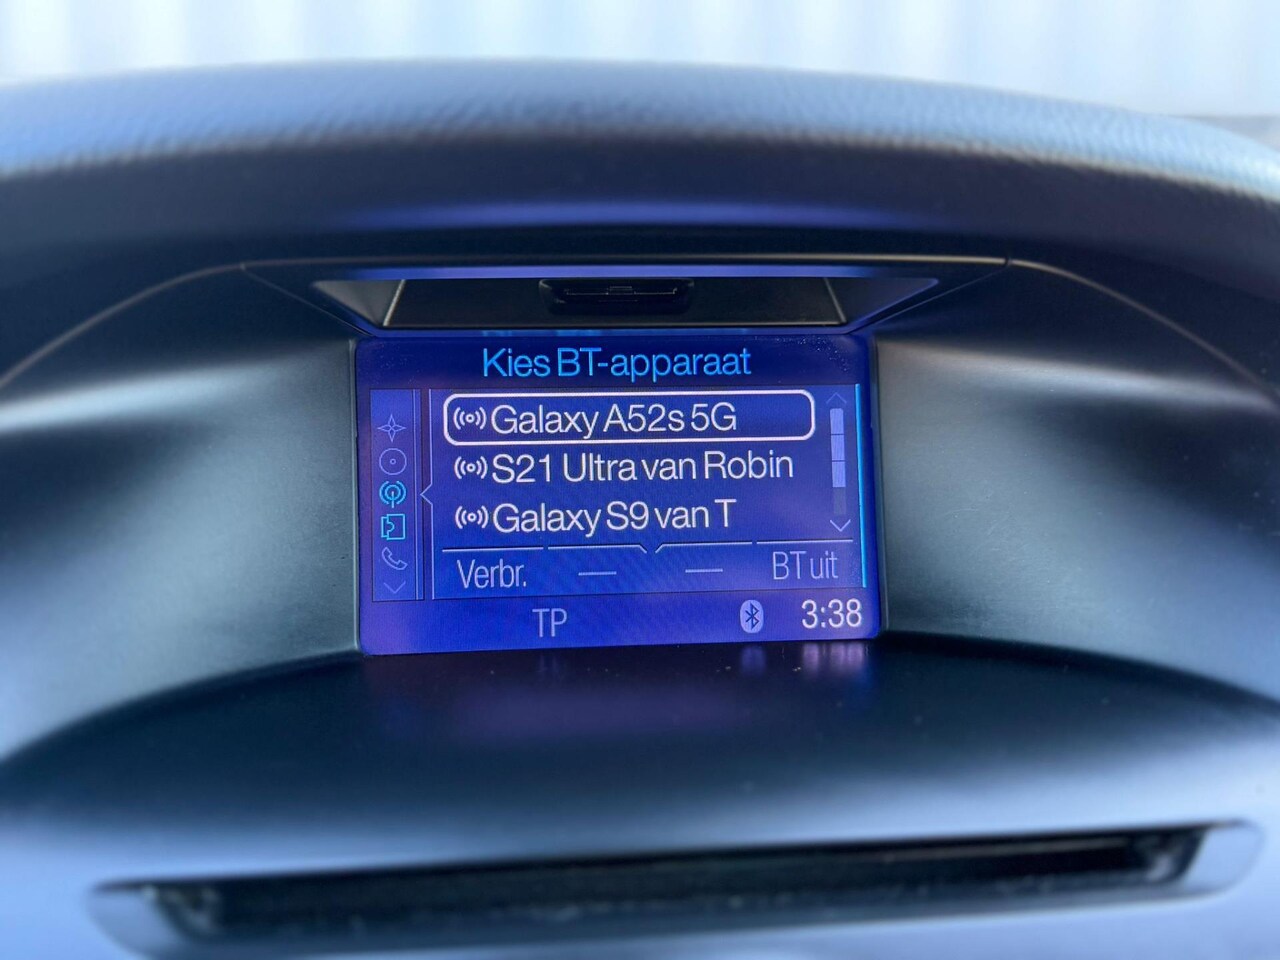 Kies BT-apparaat
Galaxy A52s 5G
S21 Ultra van Robin
Galaxy S9 van T
Verbr. BT uit
TP 3:38